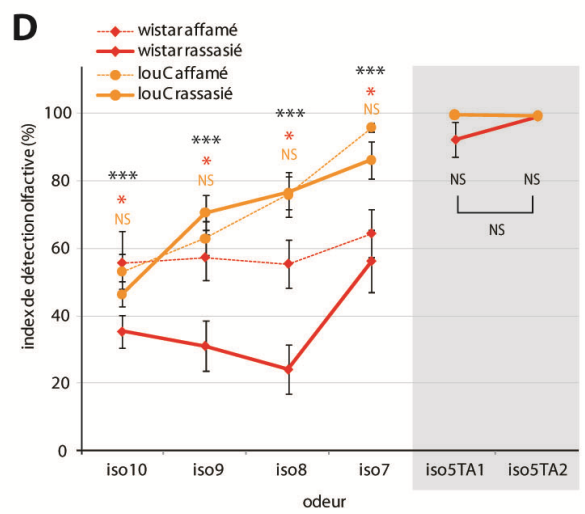 D
wistar affamé
wistar rassasié
louC affamé
louC rassasié
index de détection olfactive (%)
100
80
60
40
20
0
***
*
NS
***
*
NS
***
*
NS
***
*
NS
NS
NS
NS
iso10
iso9
iso8
iso7
iso5TA1
iso5TA2
odeur